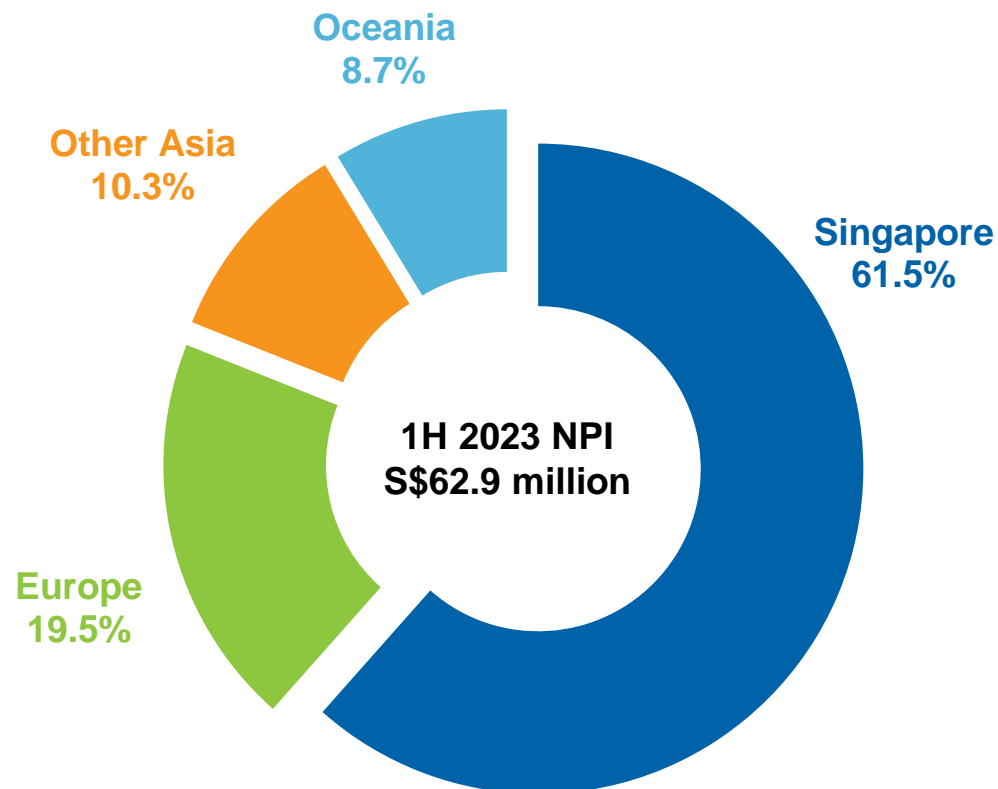 Oceania
8.7%
Other Asia
10.3%
Singapore
61.5%
1H 2023 NPI
S$62.9 million
Europe
19.5%